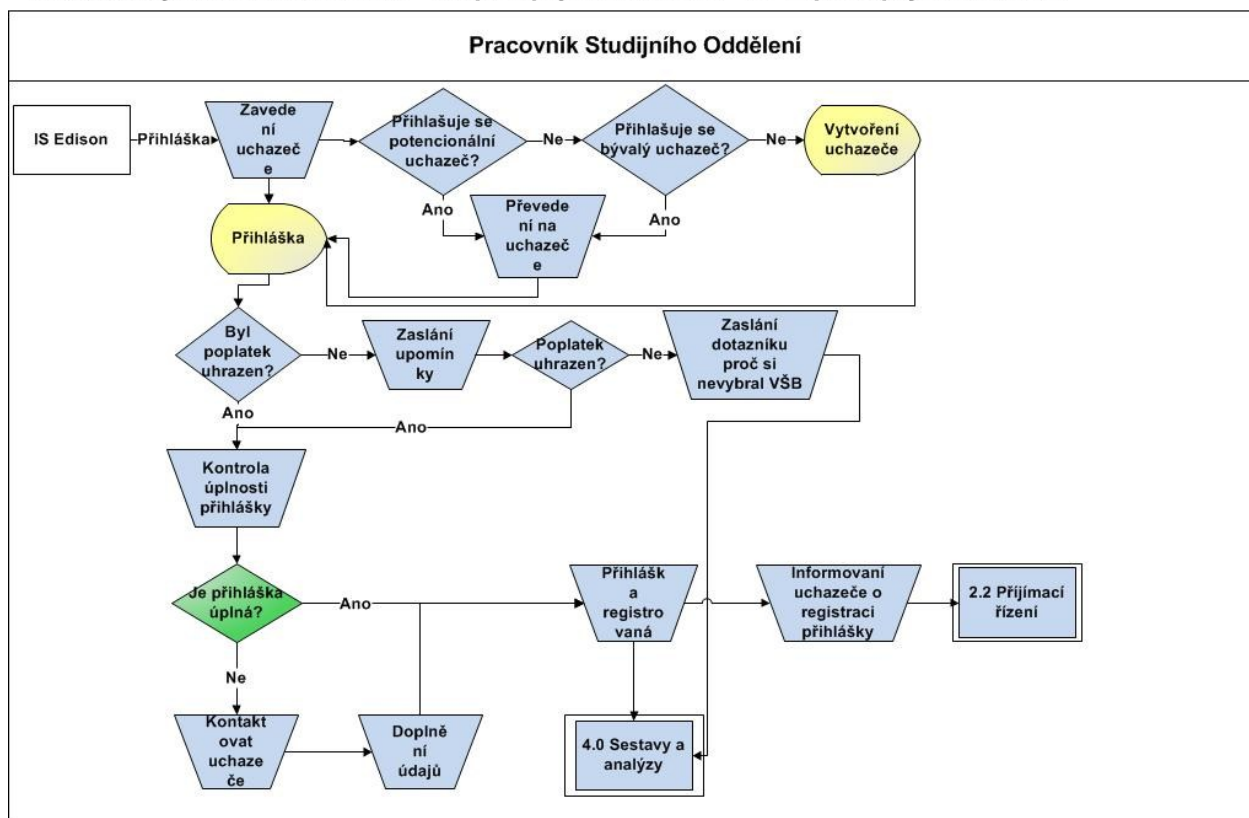 Pracovník Studijního Oddělení
IS Edison
Přihláška
Zavede
ní
uchazeč
e
Přihlašuje se
potencionální
uchazeč?
Ne
Přihlašuje se
bývalý uchazeč?
Ne
Vytvoření
uchazeče
Ano
Převede
ní na
uchazeč
e
Ano
Přihláška
Byl
poplatek
uhrazen?
Ne
Zaslání
upomín
ky
Poplatek
uhrazen?
Ne
Zaslání
dotazníku
proč si
nevybral VŠB
Ano
Ano
Kontrola
úplnosti
přihlášky
Je přihláška
úplná?
Ano
Přihlášk
a
registro
vaná
Informovaní
uchazeče o
registraci
přihlášky
2.2 Příjímací
řízení
Ne
Kontakt
ovat
uchaze
če
Doplně
ní
údajů
4.0 Sestavy a
analýzy